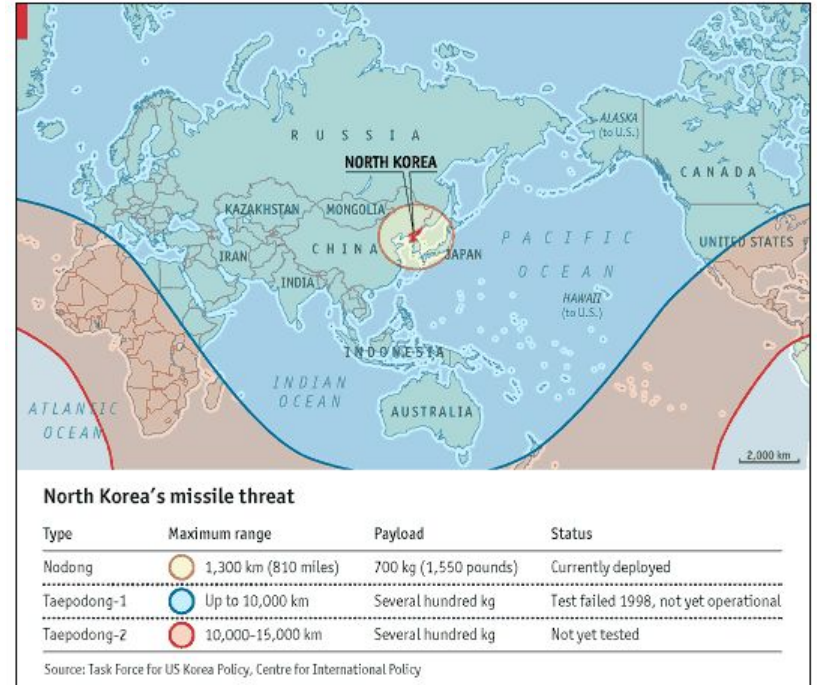 RUSSIA
ALASKA
(to U.S.)
CANADA
NORTH KOREA
KAZAKHSTAN
MONGOLIA
CHINA
JAPAN
PACIFIC
OCEAN
UNITED STATES
IRAN
INDIA
HAWAII
(to U.S.)
INDONESIA
INDIAN
OCEAN
AUSTRALIA
ATLANTIC
OCEAN
2,000 km
North Korea's missile threat
Type Maximum range Payload Status
Nodong 1,300 km (810 miles) 700 kg (1,550 pounds) Currently deployed
Taepodong-1 Up to 10,000 km Several hundred kg Test failed 1998, not yet operational
Taepodong-2 10,000-15,000 km Several hundred kg Not yet tested
Source: Task Force for US Korea Policy, Centre for International Policy